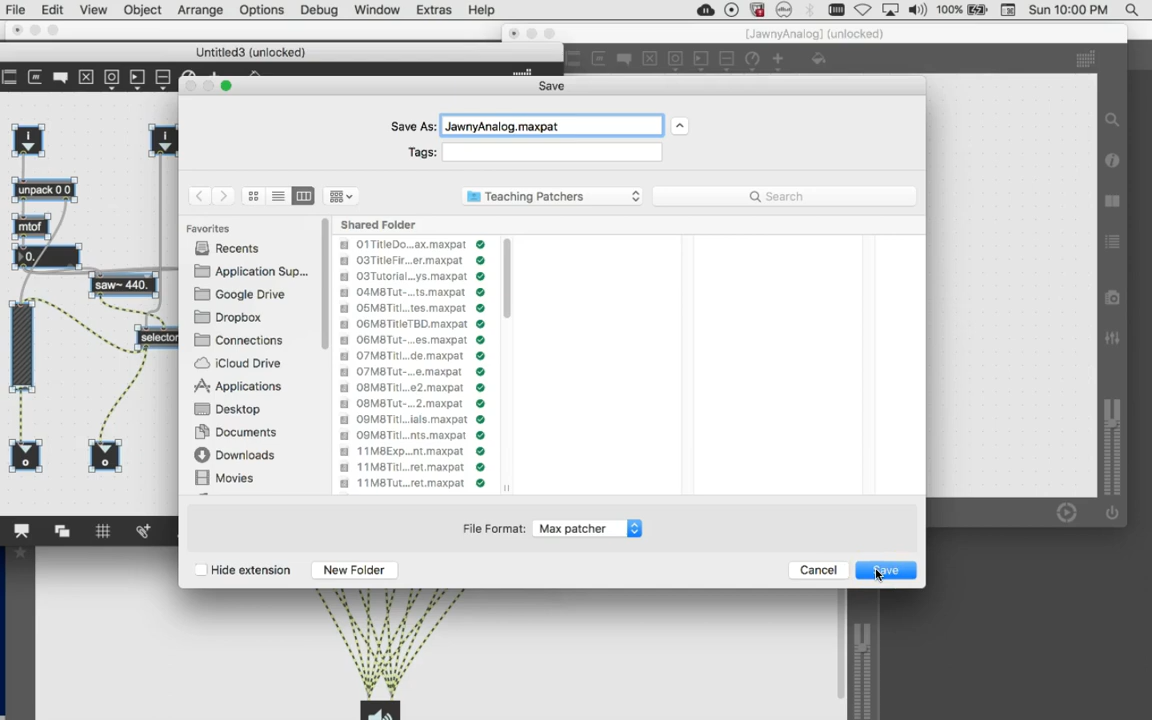 File Edit View Object Arrange Options Debug Window Extras Help 100% Sun 10:00 PM
[JawnyAnalog] (unlocked)
Untitled3 (unlocked)
Save
Save As: JawnyAnalog.maxpat
Tags:
Teaching Patchers
Search
Favorites
Recents
Application Sup...
Google Drive
Dropbox
Connections
iCloud Drive
Applications
Desktop
Documents
Downloads
Movies
Shared Folder
01TitleDo...ax.maxpat
03TitleFir...er.maxpat
03Tutorial...ys.maxpat
04M8Tut-...ts.maxpat
05M8Titl...tes.maxpat
06M8TitleTBD.maxpat
06M8Tut-...es.maxpat
07M8Titl...de.maxpat
07M8Tut-...e.maxpat
08M8Titl...e2.maxpat
08M8Tut-...2.maxpat
09M8Titl...ials.maxpat
09M8Titl...nts.maxpat
11M8Exp...nt.maxpat
11M8Titl...ret.maxpat
11M8Tut...ret.maxpat
File Format: Max patcher
Hide extension
New Folder
Cancel
Save
i
i
unpack 0 0
mtof
0.
saw~ 440.
selector
o
o